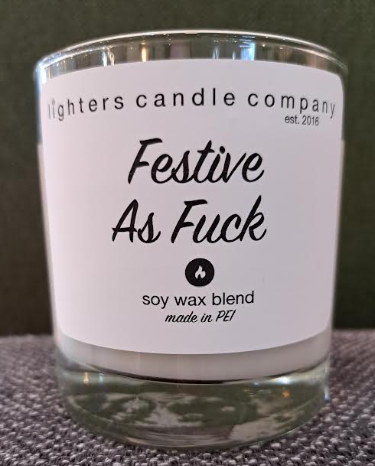 lighters candle company
est. 2016
Festive
As Fuck
soy wax blend
made in PEI